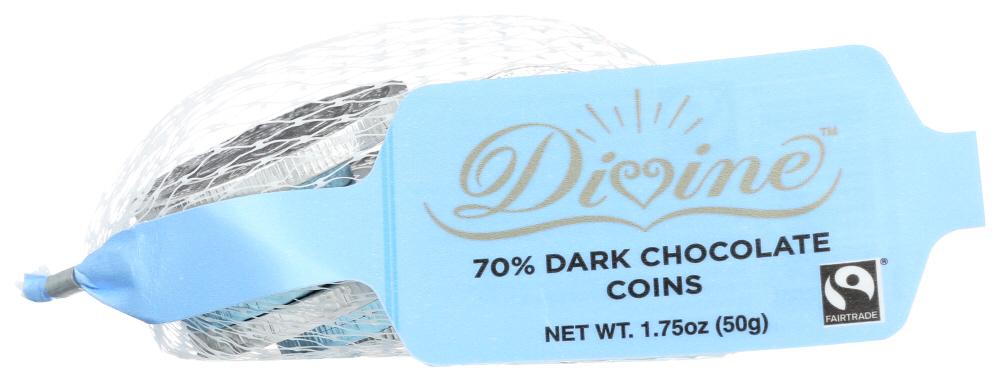 Divine™
70% DARK CHOCOLATE
COINS
NET WT. 1.75oz (50g)
FAIRTRADE
®